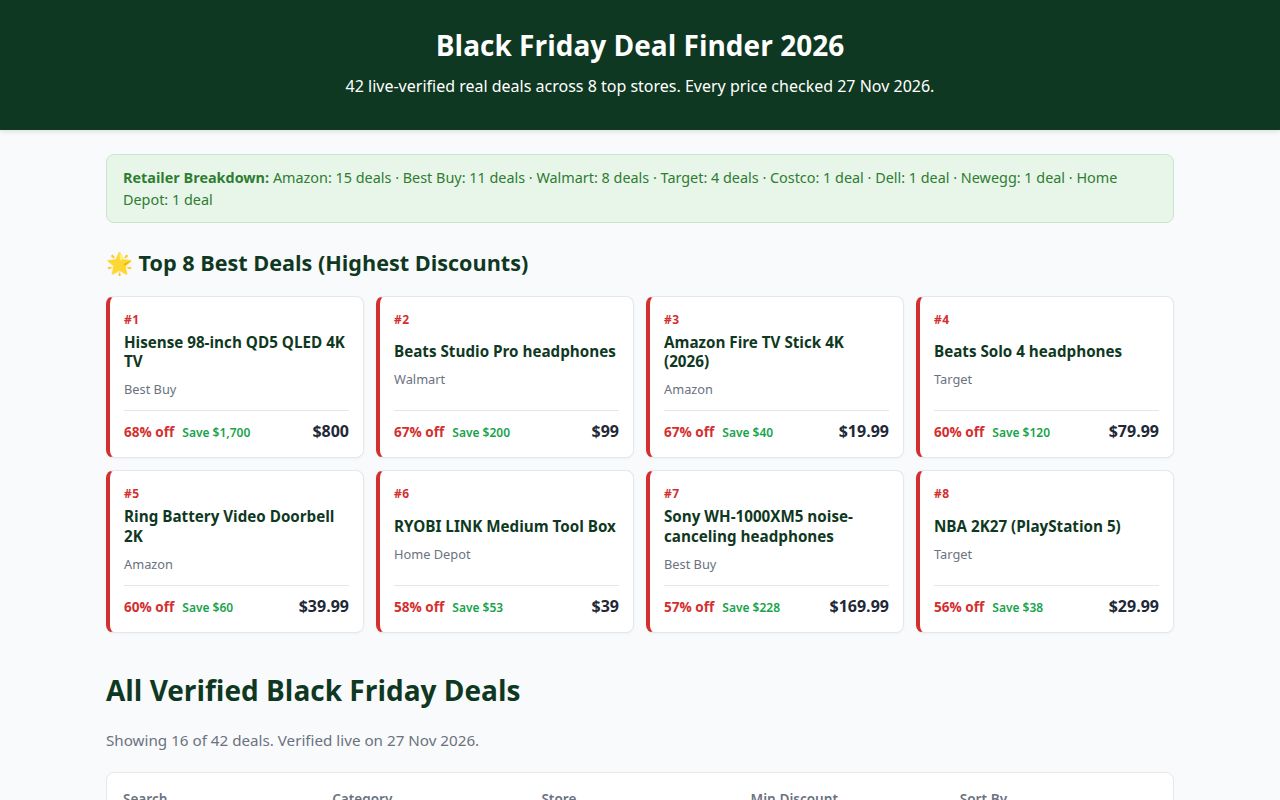 Black Friday Deal Finder 2026
42 live-verified real deals across 8 top stores. Every price checked 27 Nov 2026.
Retailer Breakdown: Amazon: 15 deals · Best Buy: 11 deals · Walmart: 8 deals · Target: 4 deals · Costco: 1 deal · Dell: 1 deal · Newegg: 1 deal · Home
Depot: 1 deal
🌟 Top 8 Best Deals (Highest Discounts)
#1
Hisense 98-inch QD5 QLED 4K
TV
Best Buy
68% off Save $1,700 $800
#2
Beats Studio Pro headphones
Walmart
67% off Save $200 $99
#3
Amazon Fire TV Stick 4K
(2026)
Amazon
67% off Save $40 $19.99
#4
Beats Solo 4 headphones
Target
60% off Save $120 $79.99
#5
Ring Battery Video Doorbell
2K
Amazon
60% off Save $60 $39.99
#6
RYOBI LINK Medium Tool Box
Home Depot
58% off Save $53 $39
#7
Sony WH-1000XM5 noise-
canceling headphones
Best Buy
57% off Save $228 $169.99
#8
NBA 2K27 (PlayStation 5)
Target
56% off Save $38 $29.99
All Verified Black Friday Deals
Showing 16 of 42 deals. Verified live on 27 Nov 2026.
Search Category Store Min Discount Sort By